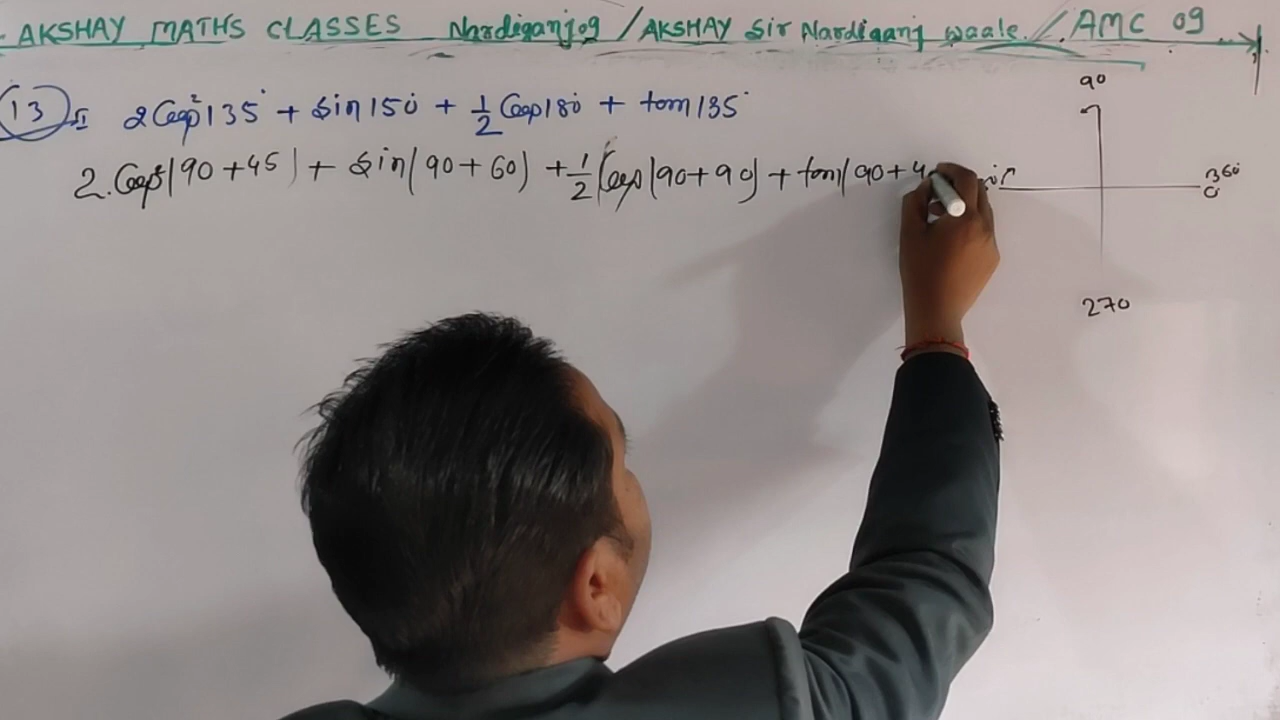 AKSHAY MATHS CLASSES Nardiganj09 / AKSHAY Sir Nardiganj waale. / AMC 09
90
(13) II 2Cos²135° + Sin150° + 1/2 Cos180° + tan135°
2.Cos²(90+45) + Sin(90+60) + 1/2 Cos(90+90) + tan(90+4
360
0
270